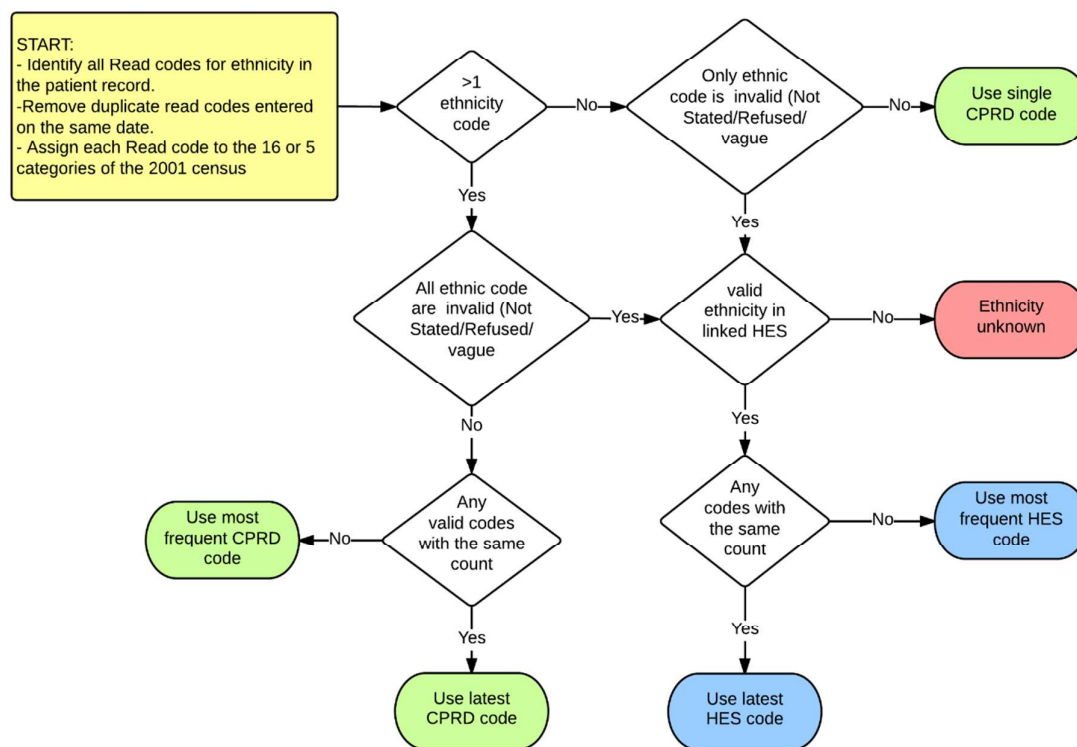 START:
- Identify all Read codes for ethnicity in
the patient record.
-Remove duplicate read codes entered
on the same date.
- Assign each Read code to the 16 or 5
categories of the 2001 census
>1
ethnicity
code
No
Only ethnic
code is  invalid (Not
Stated/Refused/
vague
No
Use single
CPRD code
Yes
Yes
All ethnic code
are  invalid (Not
Stated/Refused/
vague
Yes
valid
ethnicity in
linked HES
No
Ethnicity
unknown
No
Yes
Use most
frequent CPRD
code
No
Any
valid codes
with the same
count
Any
codes with
the same
count
No
Use most
frequent HES
code
Yes
Yes
Use latest
CPRD code
Use latest
HES code